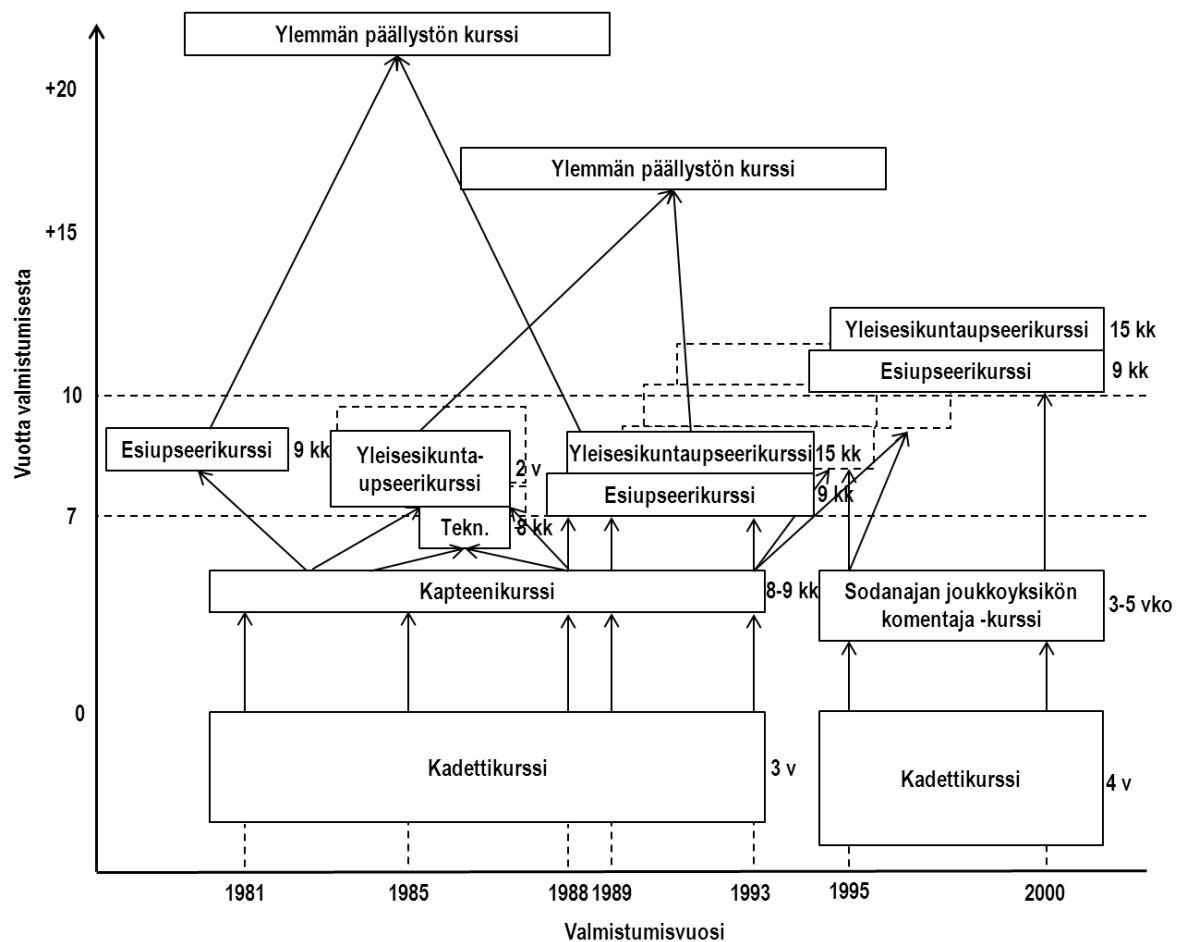 Ylemmän päällystön kurssi
+20
Ylemmän päällystön kurssi
+15
Vuotta valmistumisesta
Yleisesikuntaupseerikurssi 15 kk
Esiupseerikurssi 9 kk
10
Esiupseerikurssi 9 kk
Yleisesikunta-
upseerikurssi
2 v
Yleisesikuntaupseerikurssi 15 kk
Esiupseerikurssi 9 kk
7
Tekn. 8 kk
Kapteenikurssi 8-9 kk
Sodanajan joukkoyksikön
komentaja -kurssi
3-5 vko
0
Kadettikurssi 3 v
Kadettikurssi 4 v
1981 1985 1988 1989 1993 1995 2000
Valmistumisvuosi